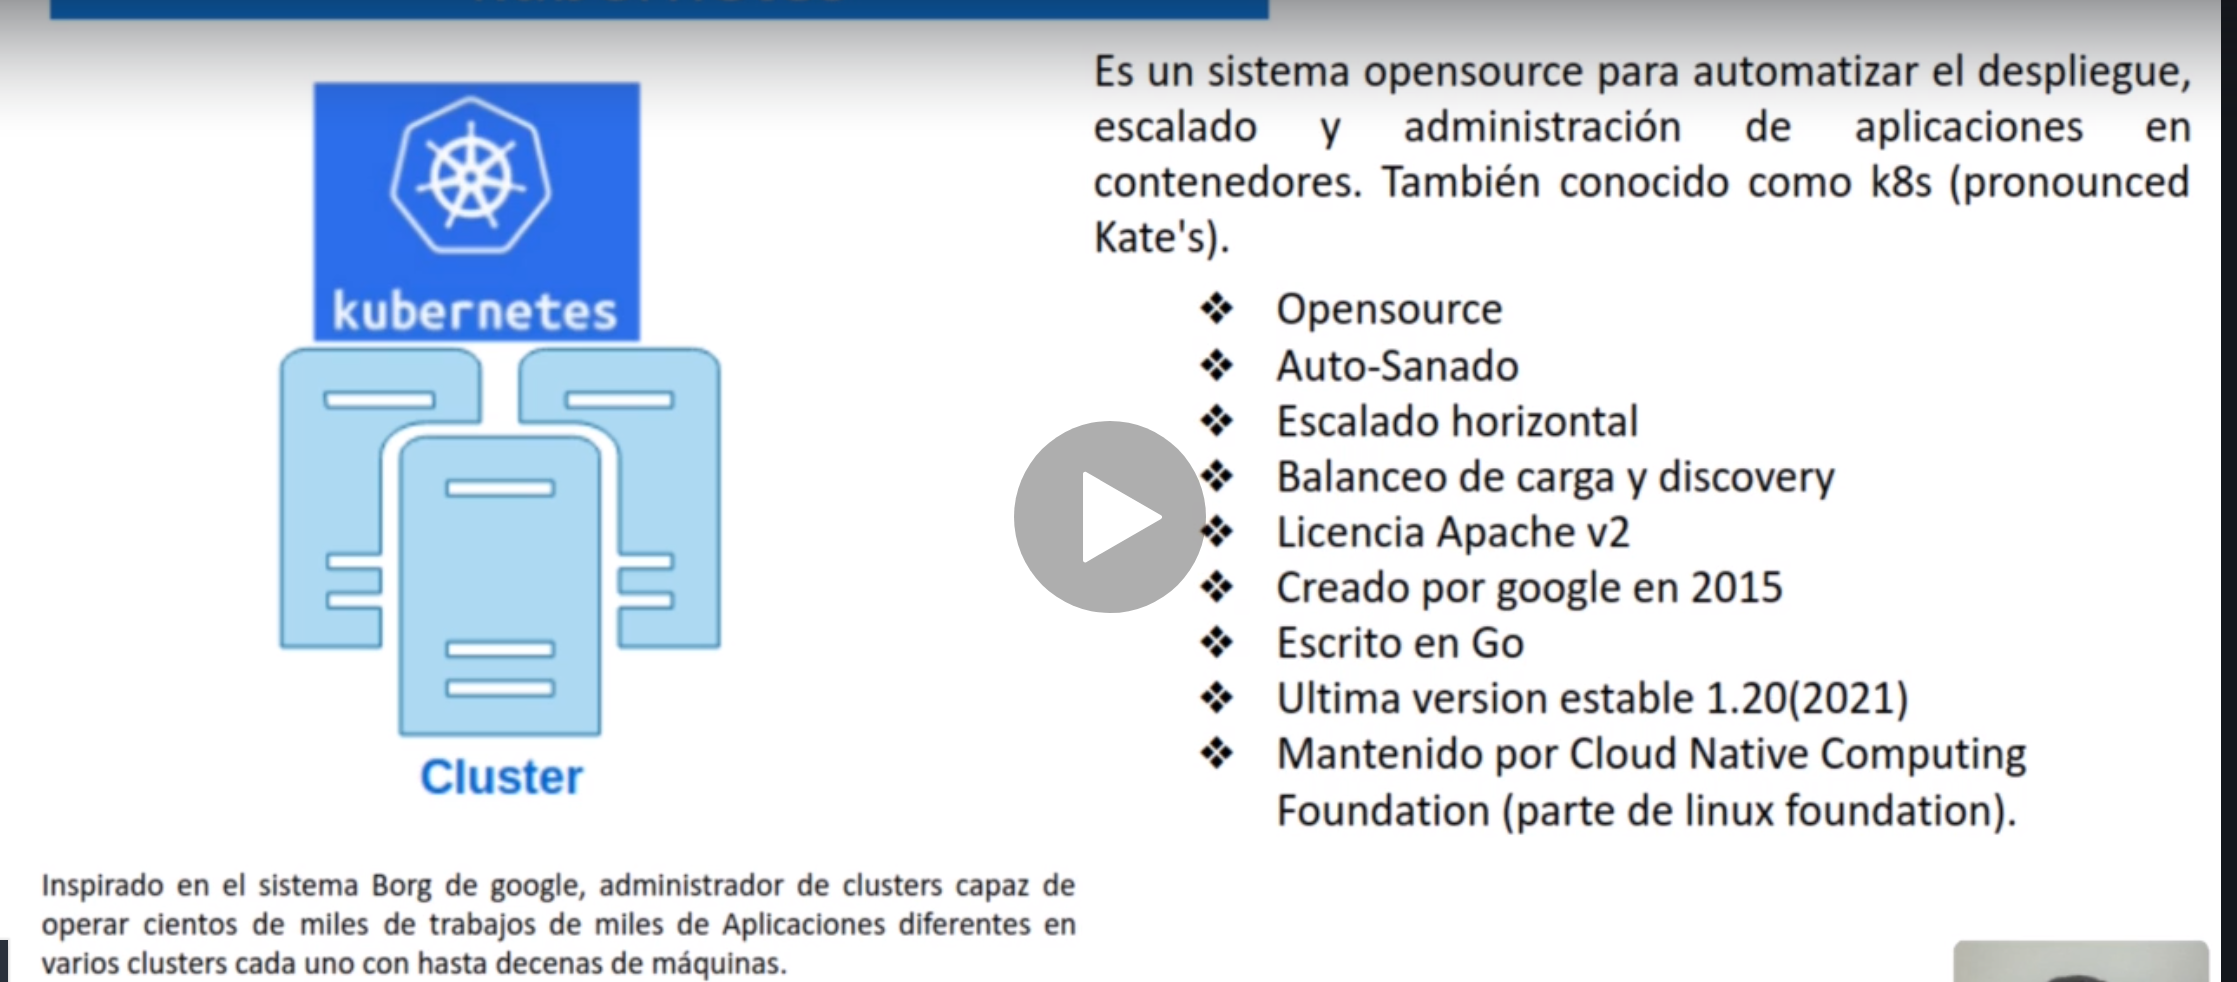 kubernetes
Cluster
Inspirado en el sistema Borg de google, administrador de clusters capaz de
operar cientos de miles de trabajos de miles de Aplicaciones diferentes en
varios clusters cada uno con hasta decenas de máquinas.
Es un sistema opensource para automatizar el despliegue,
escalado y administración de aplicaciones en
contenedores. También conocido como k8s (pronounced
Kate's).
❖ Opensource
❖ Auto-Sanado
❖ Escalado horizontal
❖ Balanceo de carga y discovery
❖ Licencia Apache v2
❖ Creado por google en 2015
❖ Escrito en Go
❖ Ultima version estable 1.20(2021)
❖ Mantenido por Cloud Native Computing
Foundation (parte de linux foundation).